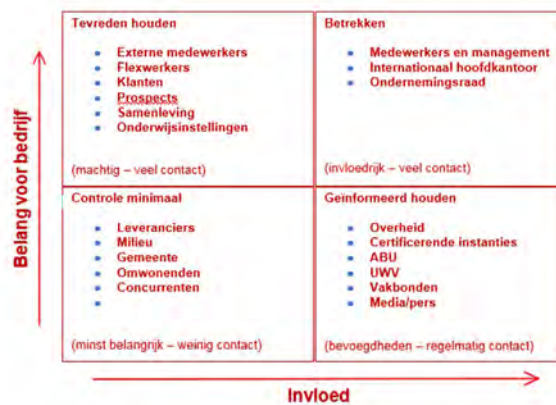 Tevreden houden
Externe medewerkers
Flexwerkers
Klanten
Prospects
Samenleving
Onderwijsinstellingen
(machtig – veel contact)
Betrekken
Medewerkers en management
Internationaal hoofdkantoor
Ondernemingsraad
(invloedrijk – veel contact)
Controle minimaal
Leveranciers
Milieu
Gemeente
Omwonenden
Concurrenten
(minst belangrijk – weinig contact)
Geïnformeerd houden
Overheid
Certificerende instanties
ABU
UWV
Vakbonden
Media/pers
(bevoegdheden – regelmatig contact)
Belang voor bedrijf
Invloed